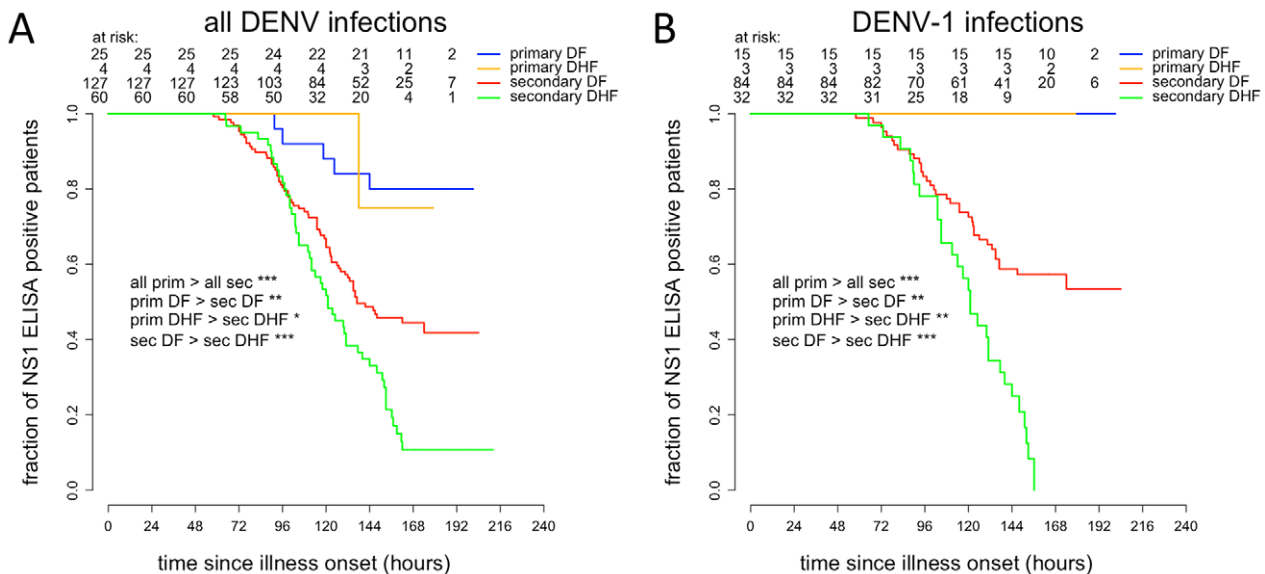 A
all DENV infections
at risk:
25 25 25 25 24 22 21 11 2 primary DF
4 4 4 4 4 4 3 2 primary DHF
127 127 127 123 103 84 52 25 7 secondary DF
60 60 60 58 50 32 20 4 1 secondary DHF
fraction of NS1 ELISA positive patients
1.0
0.8
0.6
0.4
0.2
0.0
all prim > all sec ***
prim DF > sec DF **
prim DHF > sec DHF *
sec DF > sec DHF ***
0 24 48 72 96 120 144 168 192 216 240
time since illness onset (hours)
B
DENV-1 infections
at risk:
15 15 15 15 15 15 15 10 2 primary DF
3 3 3 3 3 3 3 2 primary DHF
84 84 84 82 70 61 41 20 6 secondary DF
32 32 32 31 25 18 9 secondary DHF
fraction of NS1 ELISA positive patients
1.0
0.8
0.6
0.4
0.2
0.0
all prim > all sec ***
prim DF > sec DF **
prim DHF > sec DHF **
sec DF > sec DHF ***
0 24 48 72 96 120 144 168 192 216 240
time since illness onset (hours)